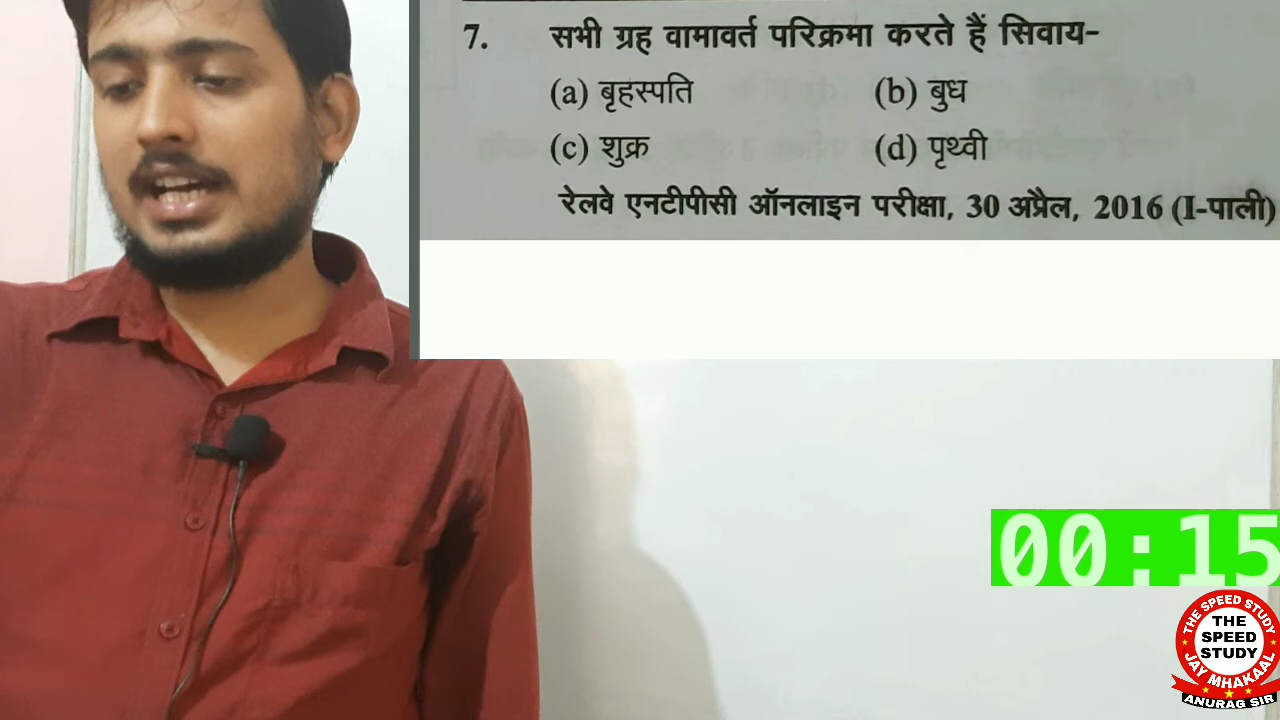 7. सभी ग्रह वामावर्त परिक्रमा करते हैं सिवाय-
(a) बृहस्पति (b) बुध
(c) शुक्र (d) पृथ्वी
रेलवे एनटीपीसी ऑनलाइन परीक्षा, 30 अप्रैल, 2016 (I-पाली)
00:15
THE SPEED STUDY
THE
SPEED
STUDY
JAY MHAKAAL
ANURAG SIR